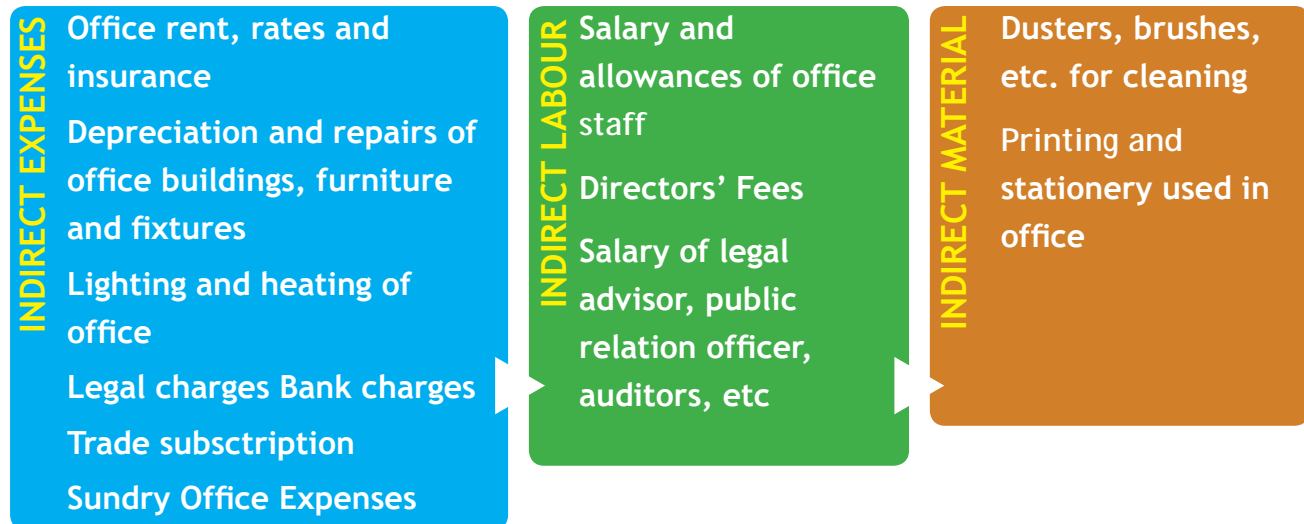 INDIRECT EXPENSES
Office rent, rates and
insurance
Depreciation and repairs of
office buildings, furniture
and fixtures
Lighting and heating of
office
Legal charges Bank charges
Trade subsctription
Sundry Office Expenses
INDIRECT LABOUR
Salary and
allowances of office
staff
Directors’ Fees
Salary of legal
advisor, public
relation officer,
auditors, etc
INDIRECT MATERIAL
Dusters, brushes,
etc. for cleaning
Printing and
stationery used in
office